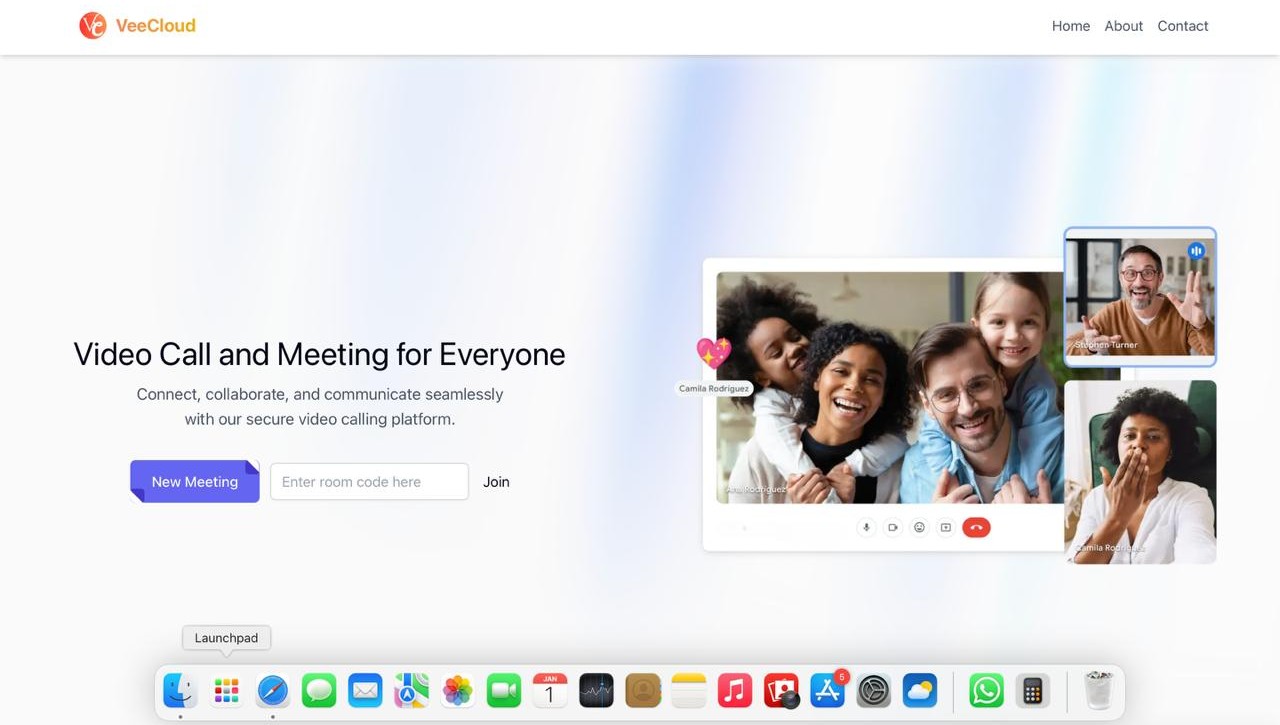 VeeCloud
Home
About
Contact
Video Call and Meeting for Everyone
Connect, collaborate, and communicate seamlessly
with our secure video calling platform.
New Meeting
Enter room code here
Join
Stephen Turner
Camila Rodriguez
Ana Rodriguez
Camila Rodriguez
Launchpad
JAN
1
5